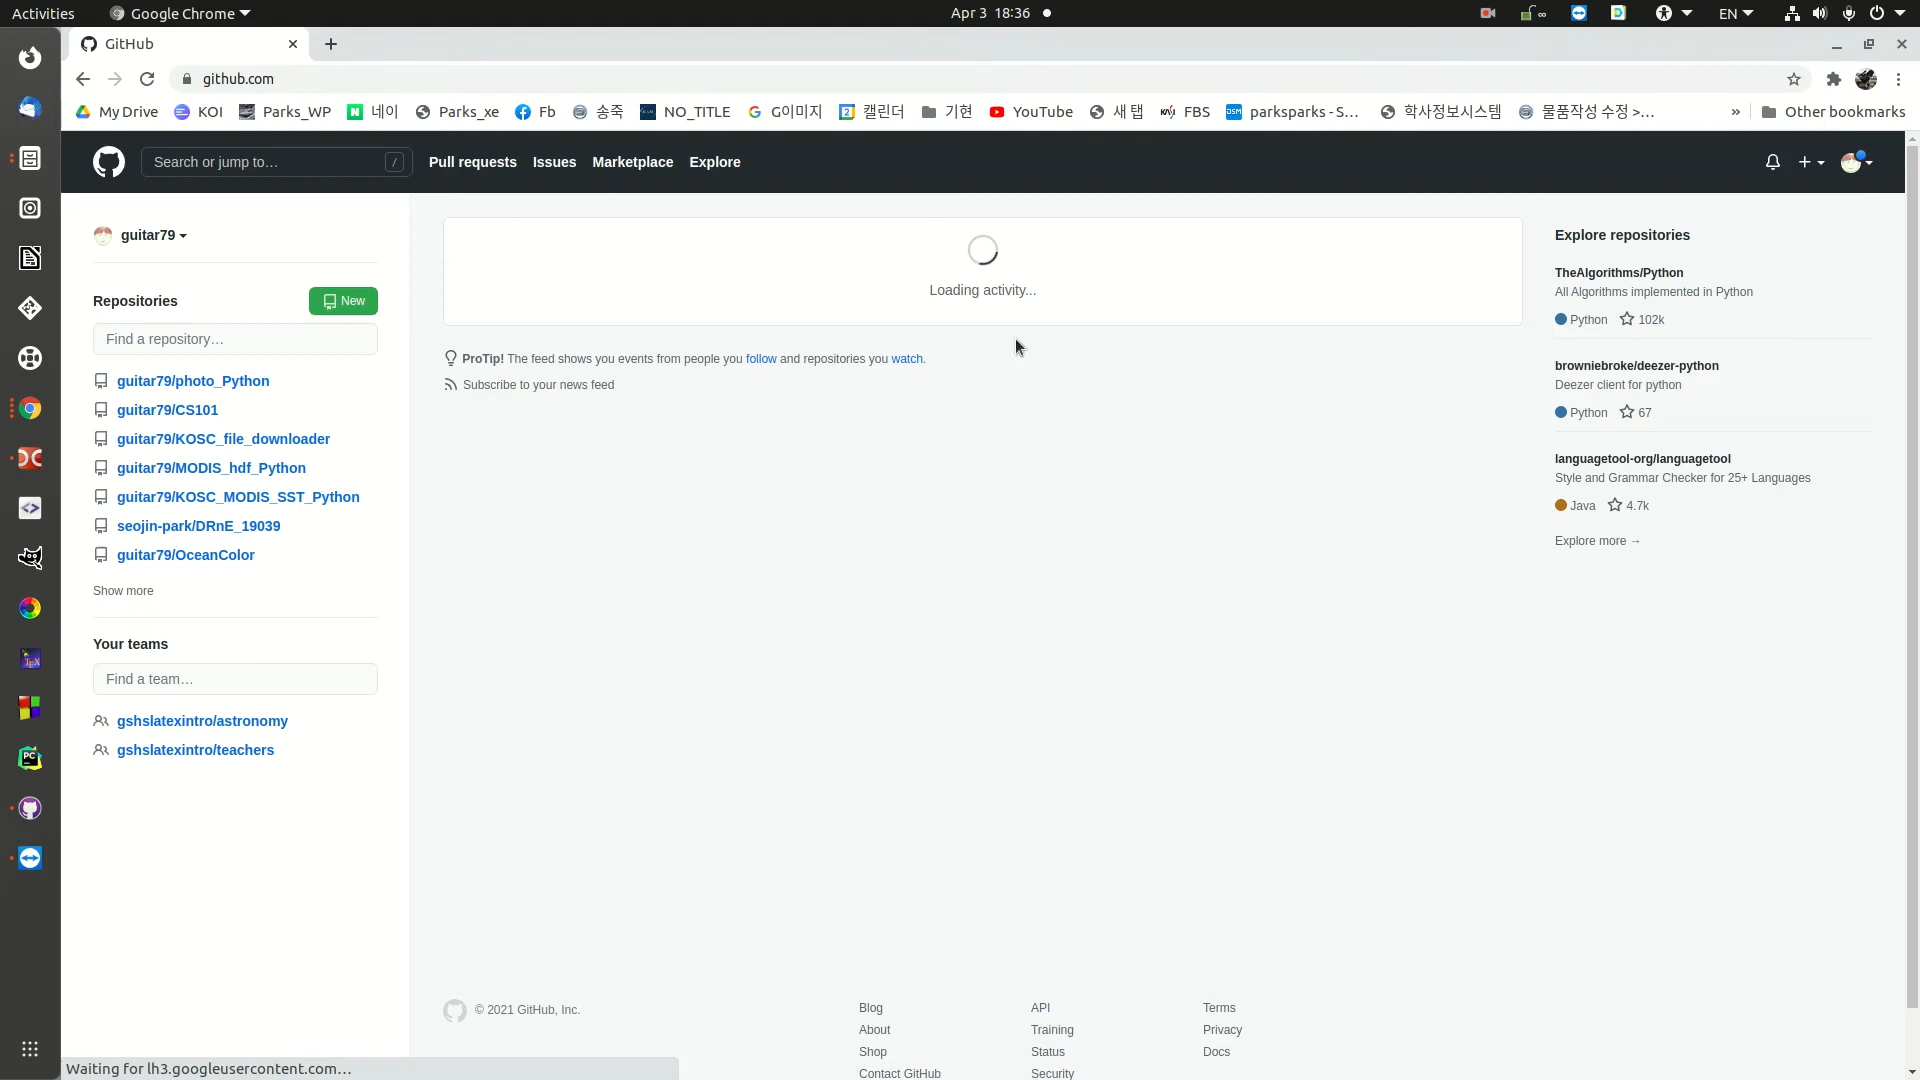 Activities
Google Chrome
Apr 3 18:36
EN
GitHub
github.com
My Drive
KOI
Parks_WP
네이
Parks_xe
Fb
송죽
NO_TITLE
G이미지
캘린더
기현
YouTube
새 탭
FBS
parksparks - S...
학사정보시스템
물품작성 수정 >...
»
Other bookmarks
Search or jump to...
/
Pull requests
Issues
Marketplace
Explore
guitar79
Repositories
New
Find a repository...
guitar79/photo_Python
guitar79/CS101
guitar79/KOSC_file_downloader
guitar79/MODIS_hdf_Python
guitar79/KOSC_MODIS_SST_Python
seojin-park/DRnE_19039
guitar79/OceanColor
Show more
Your teams
Find a team...
gshslatexintro/astronomy
gshslatexintro/teachers
Loading activity...
ProTip! The feed shows you events from people you follow and repositories you watch.
Subscribe to your news feed
Explore repositories
TheAlgorithms/Python
All Algorithms implemented in Python
Python 102k
browniebroke/deezer-python
Deezer client for python
Python 67
languagetool-org/languagetool
Style and Grammar Checker for 25+ Languages
Java 4.7k
Explore more →
© 2021 GitHub, Inc.
Blog
About
Shop
Contact GitHub
API
Training
Status
Security
Terms
Privacy
Docs
Waiting for lh3.googleusercontent.com...